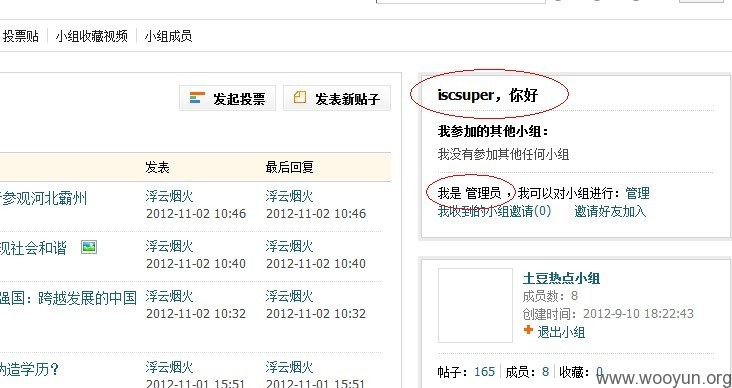 投票贴 小组收藏视频 小组成员
发起投票 发表新贴子
发表 最后回复
参观河北霸州 浮云烟火 浮云烟火
2012-11-02 10:46 2012-11-02 10:46
现社会和谐 浮云烟火 浮云烟火
2012-11-02 10:40 2012-11-02 10:40
强国：跨越发展的中国 浮云烟火 浮云烟火
2012-11-02 10:32 2012-11-02 10:32
造学历？ 浮云烟火 浮云烟火
2012-11-01 15:51 2012-11-01 15:51
iscsuper，你好
我参加的其他小组：
我没有参加其他任何小组
我是 管理员 ，我可以对小组进行：管理
我收到的小组邀请(0) 邀请好友加入
土豆热点小组
成员数：8
创建时间：2012-9-10 18:22:43
退出小组
帖子：165 成员：8 收藏：0
www.wooyun.org